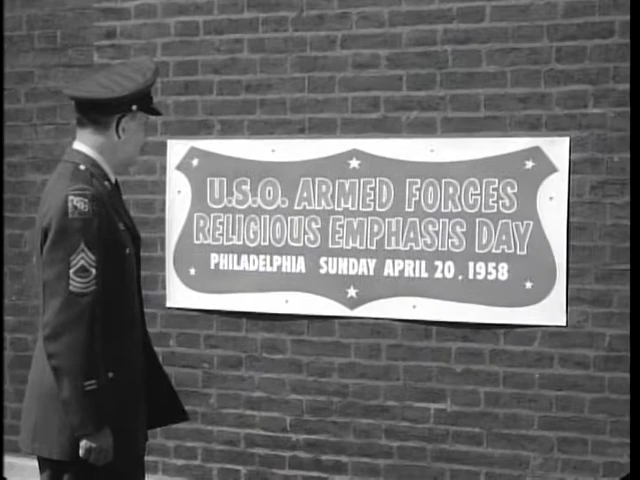 U.S.O. ARMED FORCES
RELIGIOUS EMPHASIS DAY
PHILADELPHIA SUNDAY APRIL 20, 1958